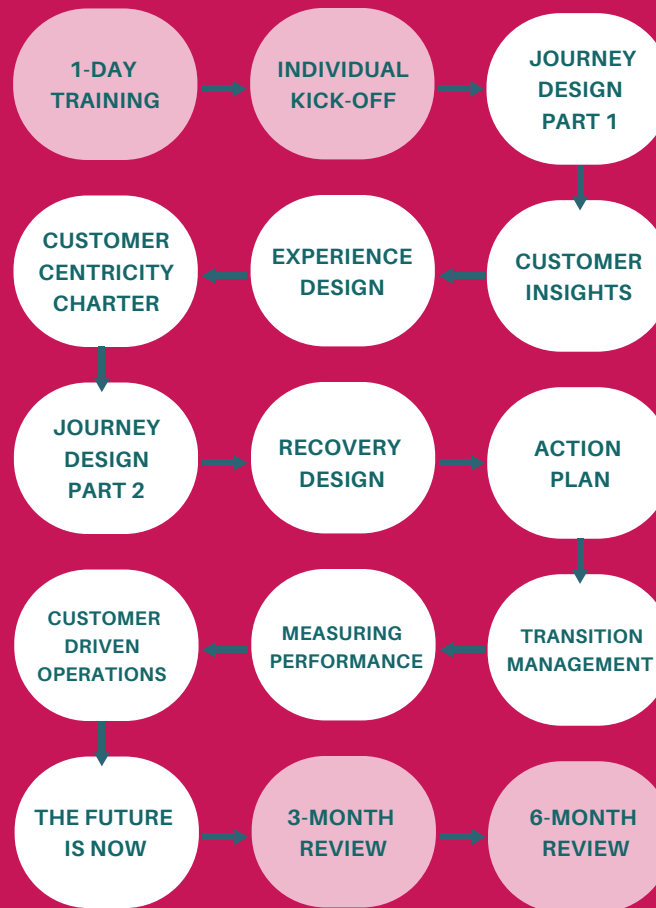 1-DAY
TRAINING
INDIVIDUAL
KICK-OFF
JOURNEY
DESIGN
PART 1
CUSTOMER
CENTRICITY
CHARTER
EXPERIENCE
DESIGN
CUSTOMER
INSIGHTS
JOURNEY
DESIGN
PART 2
RECOVERY
DESIGN
ACTION
PLAN
CUSTOMER
DRIVEN
OPERATIONS
MEASURING
PERFORMANCE
TRANSITION
MANAGEMENT
THE FUTURE
IS NOW
3-MONTH
REVIEW
6-MONTH
REVIEW